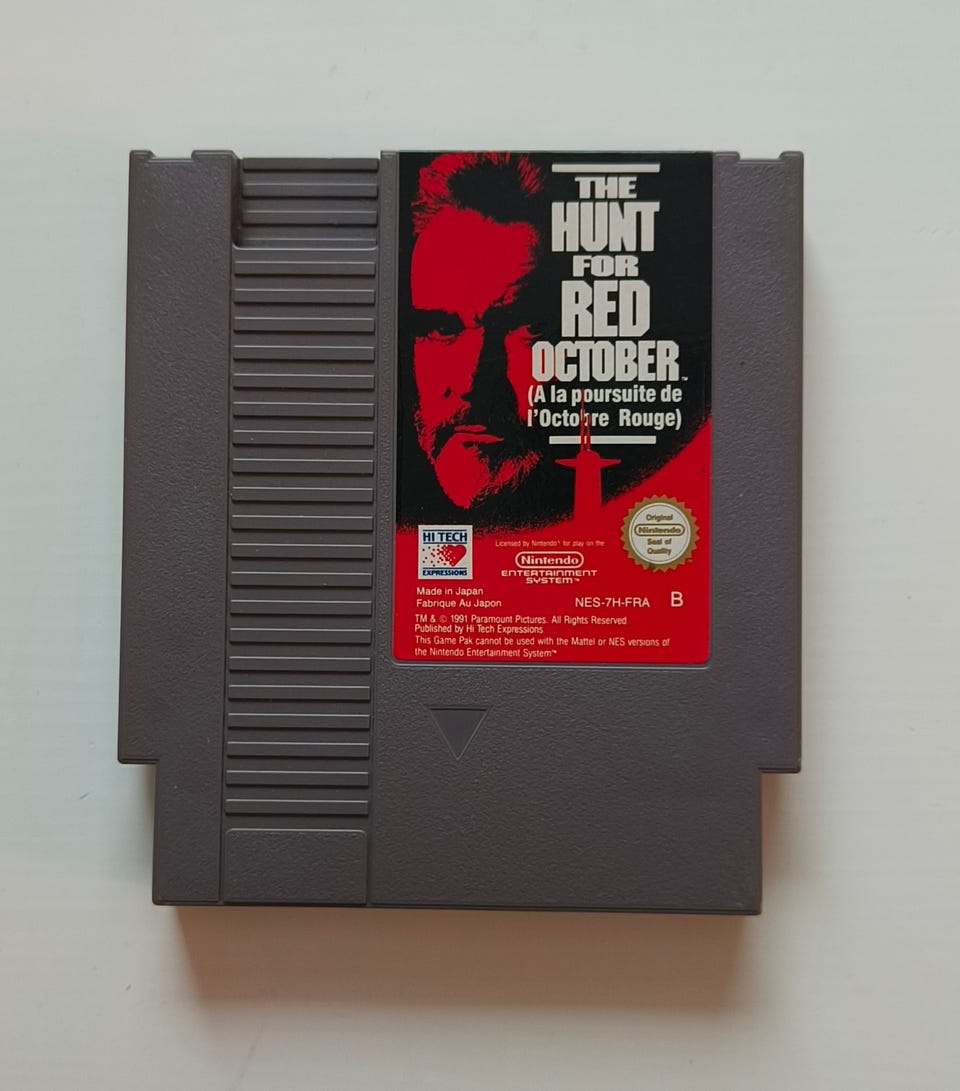 THE
HUNT
FOR
RED
OCTOBER™
(A la poursuite de
l'Octobre Rouge)
HI TECH
EXPRESSIONS
Licensed by Nintendo® for play on the
Nintendo®
ENTERTAINMENT
SYSTEM™
Original
Nintendo
Seal of
Quality
Made in Japan
Fabrique Au Japon
NES-7H-FRA B
TM & © 1991 Paramount Pictures. All Rights Reserved
Published by Hi Tech Expressions
This Game Pak cannot be used with the Mattel or NES versions of
the Nintendo Entertainment System™